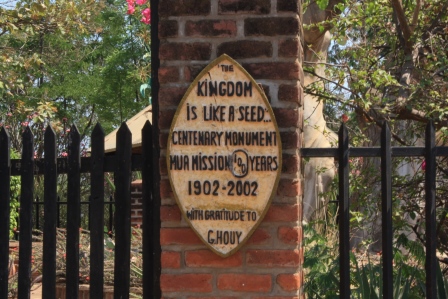 THE
KINGDOM
IS LIKE A SEED..
CENTENARY MONUMENT
MUA MISSION 100 YEARS
1902-2002
WITH GRATITUDE TO
G.HOUY